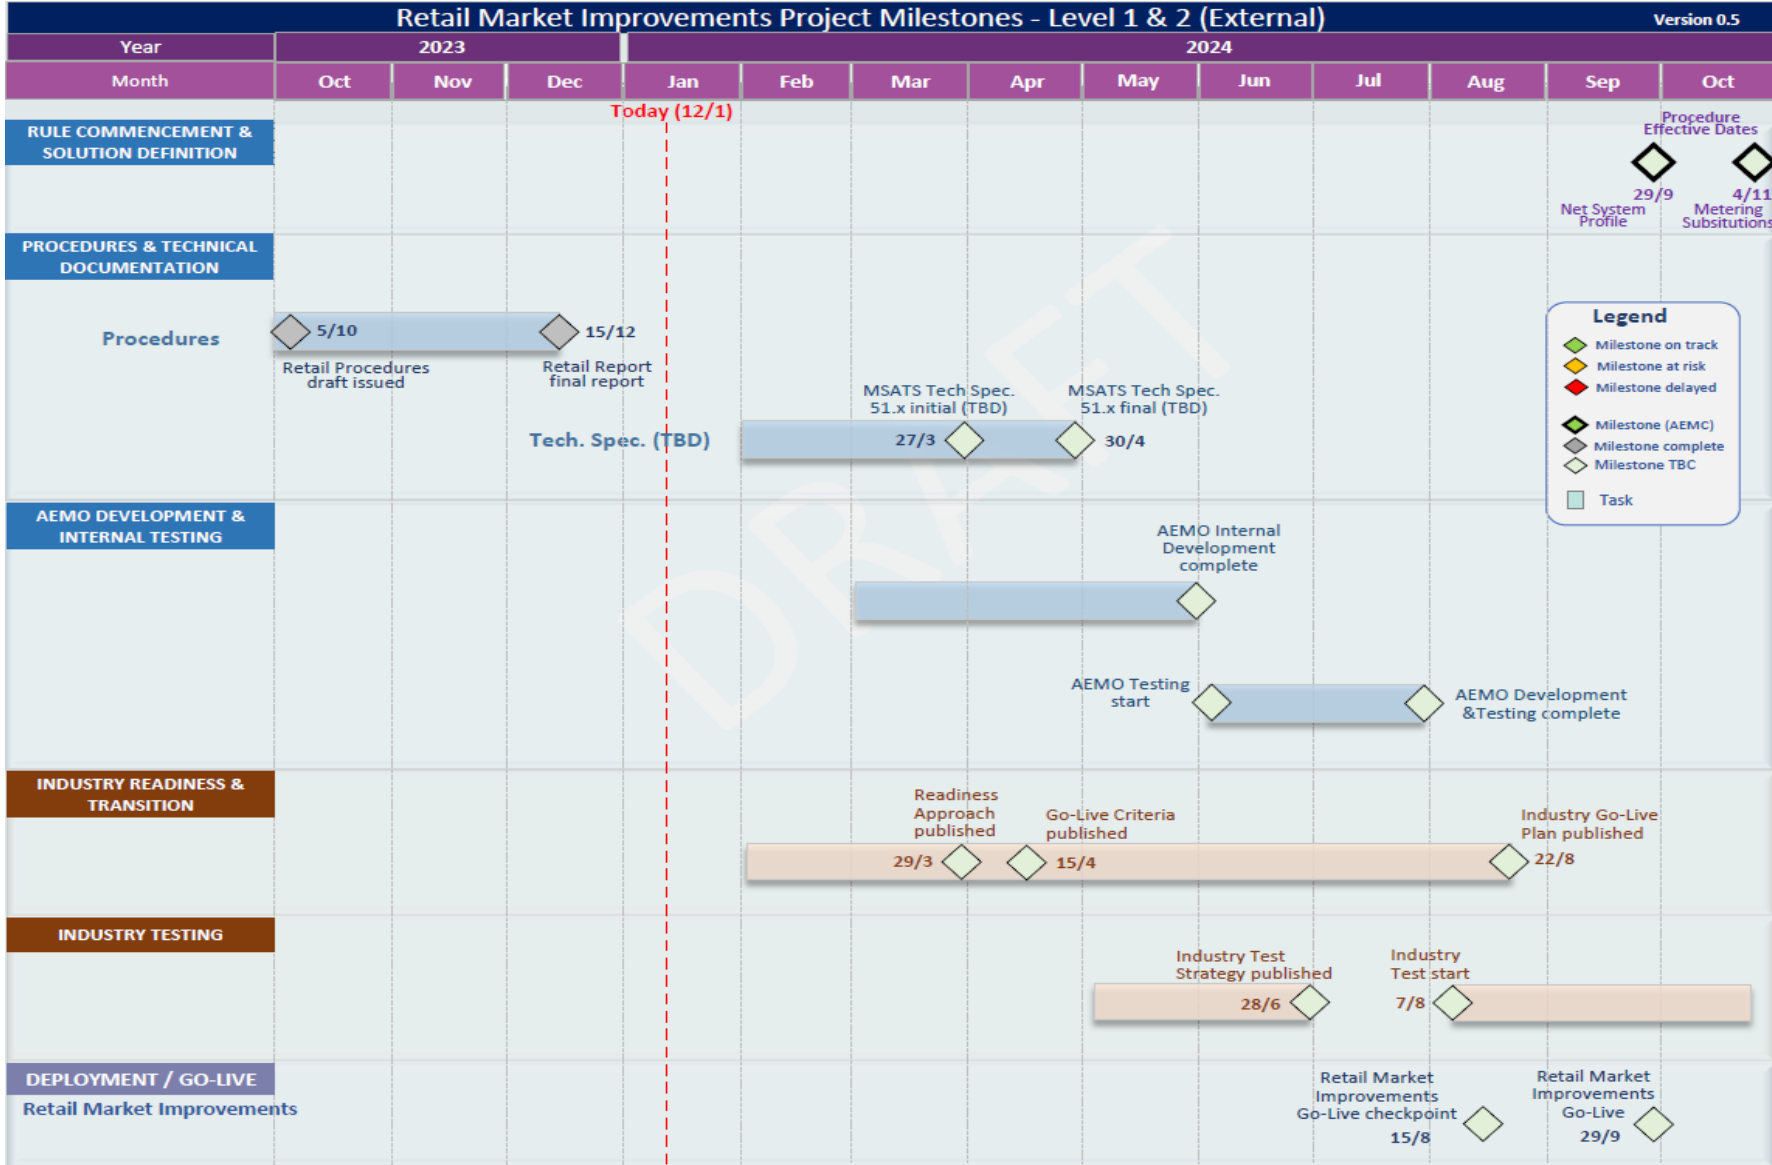 Retail Market Improvements Project Milestones - Level 1 & 2 (External)
Version 0.5
Year
2023
2024
Month
Oct
Nov
Dec
Jan
Feb
Mar
Apr
May
Jun
Jul
Aug
Sep
Oct
Today (12/1)
RULE COMMENCEMENT &
SOLUTION DEFINITION
Procedure
Effective Dates
29/9
4/11
Net System
Profile
Metering
Subsitutions
PROCEDURES & TECHNICAL
DOCUMENTATION
Procedures
5/10
15/12
Retail Procedures
draft issued
Retail Report
final report
MSATS Tech Spec.
51.x initial (TBD)
MSATS Tech Spec.
51.x final (TBD)
Tech. Spec. (TBD)
27/3
30/4
Legend
Milestone on track
Milestone at risk
Milestone delayed
Milestone (AEMC)
Milestone complete
Milestone TBC
Task
DRAFT
AEMO DEVELOPMENT &
INTERNAL TESTING
AEMO Internal
Development
complete
AEMO Testing
start
AEMO Development
&Testing complete
INDUSTRY READINESS &
TRANSITION
Readiness
Approach
published
Go-Live Criteria
published
Industry Go-Live
Plan published
29/3
15/4
22/8
INDUSTRY TESTING
Industry Test
Strategy published
Industry
Test start
28/6
7/8
DEPLOYMENT / GO-LIVE
Retail Market Improvements
Retail Market
Improvements
Go-Live checkpoint
15/8
Retail Market
Improvements
Go-Live
29/9